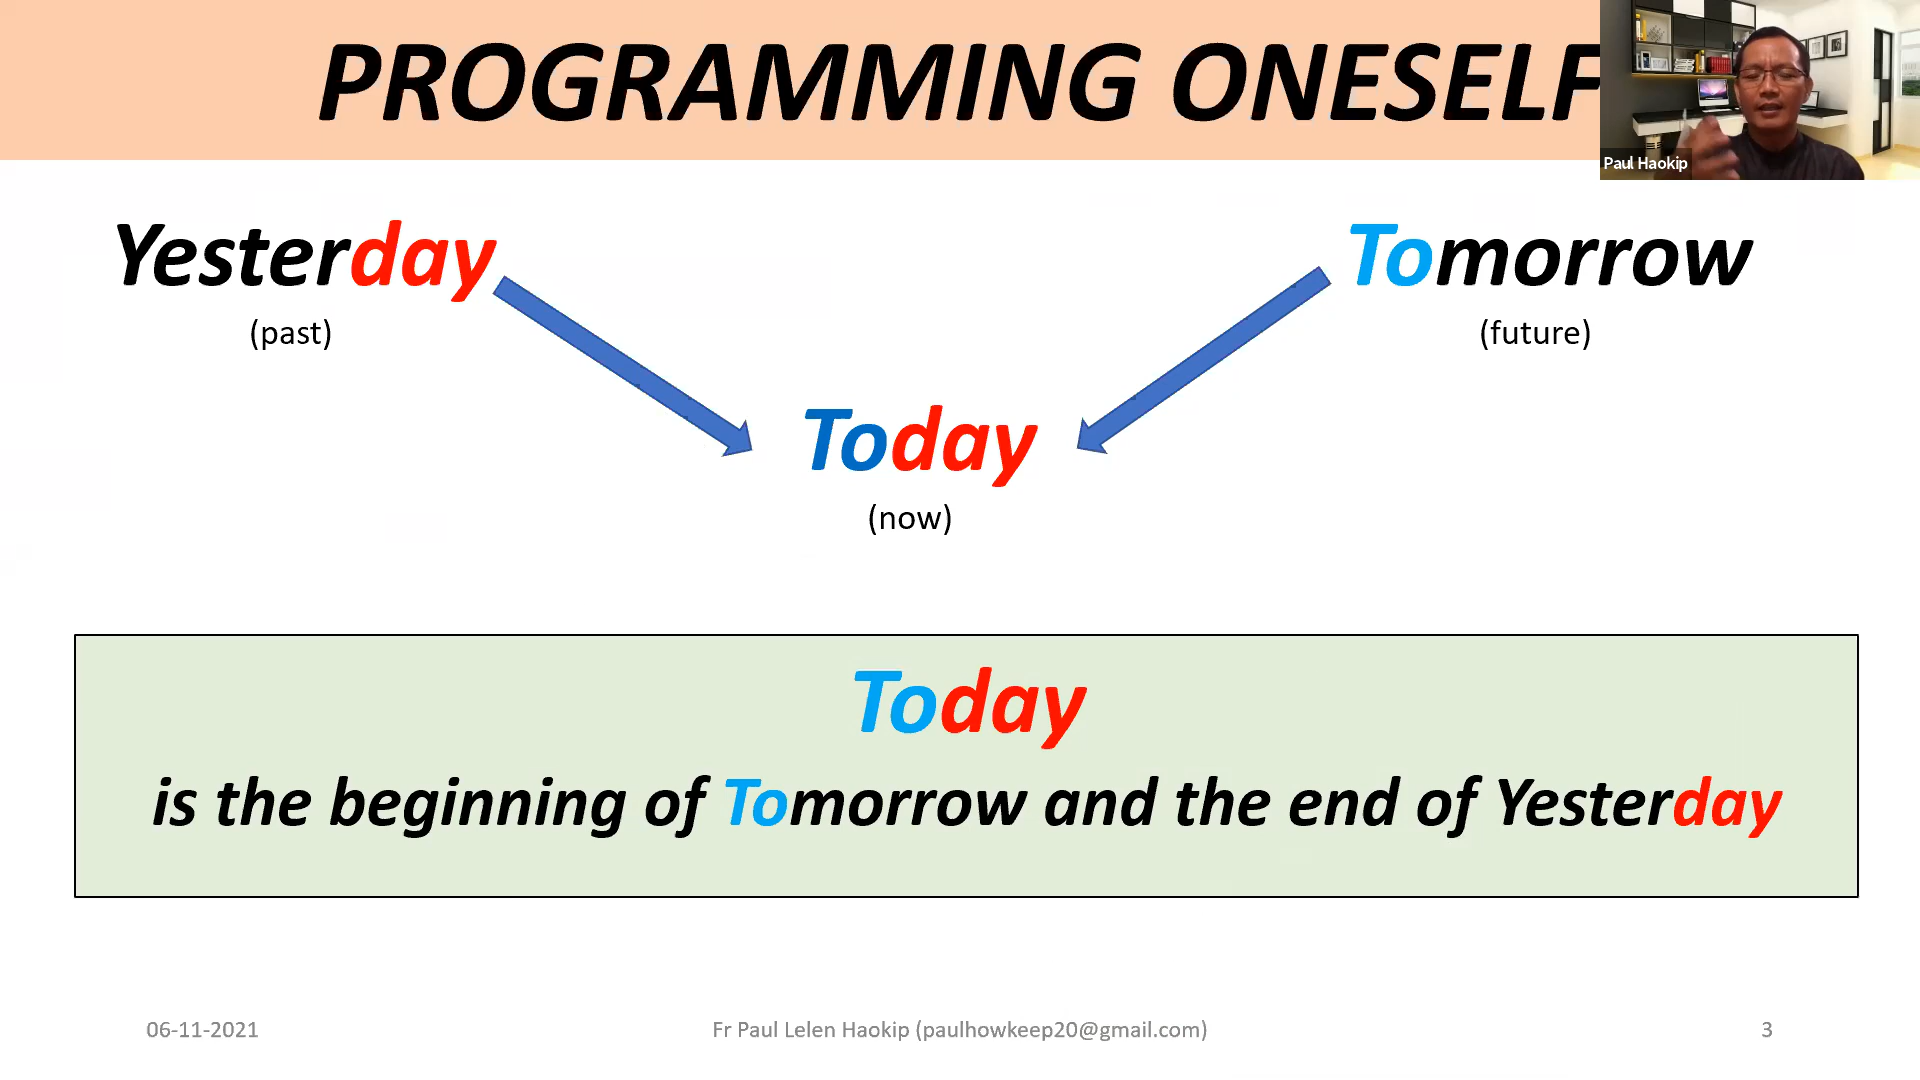 PROGRAMMING ONESELF
Paul Haokip
Yesterday
Tomorrow
(past)
(future)
Today
(now)
Today
is the beginning of Tomorrow and the end of Yesterday
06-11-2021
Fr Paul Lelen Haokip (paulhowkeep20@gmail.com)
3